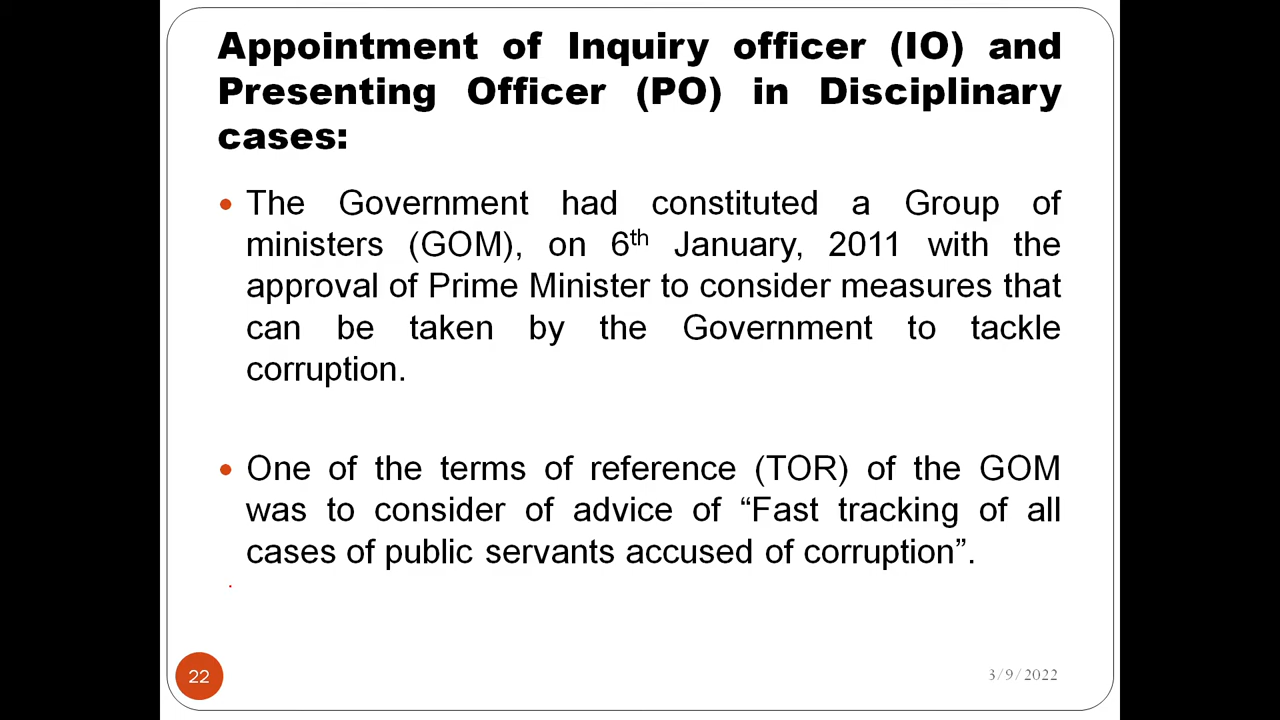 Appointment of Inquiry officer (IO) and
Presenting Officer (PO) in Disciplinary
cases:
• The Government had constituted a Group of
ministers (GOM), on 6th January, 2011 with the
approval of Prime Minister to consider measures that
can be taken by the Government to tackle
corruption.
• One of the terms of reference (TOR) of the GOM
was to consider of advice of “Fast tracking of all
cases of public servants accused of corruption”.
22
3/9/2022